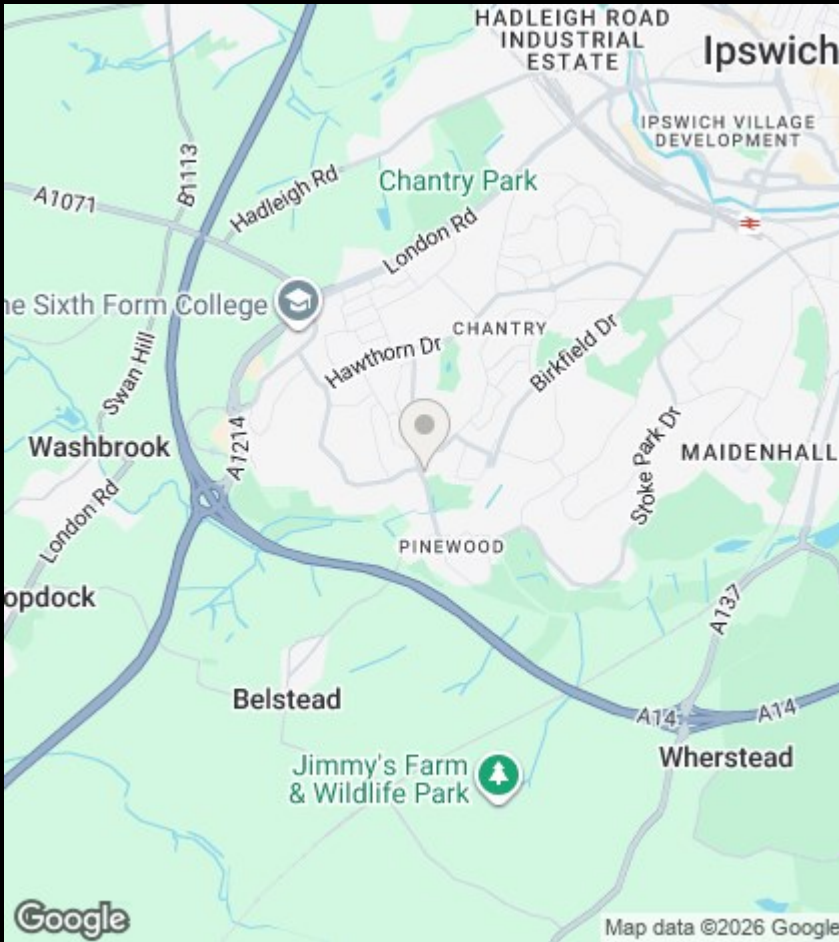 HADLEIGH ROAD
INDUSTRIAL
ESTATE
Ipswich
IPSWICH VILLAGE
DEVELOPMENT
B1113
A1071
Hadleigh Rd
Chantry Park
London Rd
ne Sixth Form College
CHANTRY
Hawthorn Dr
Birkfield Dr
Swan Hill
A1214
Washbrook
Stoke Park Dr
MAIDENHALL
London Rd
PINEWOOD
opdock
A137
Belstead
A14
A14
Wherstead
Jimmy's Farm
& Wildlife Park
Google
Map data ©2026 Google